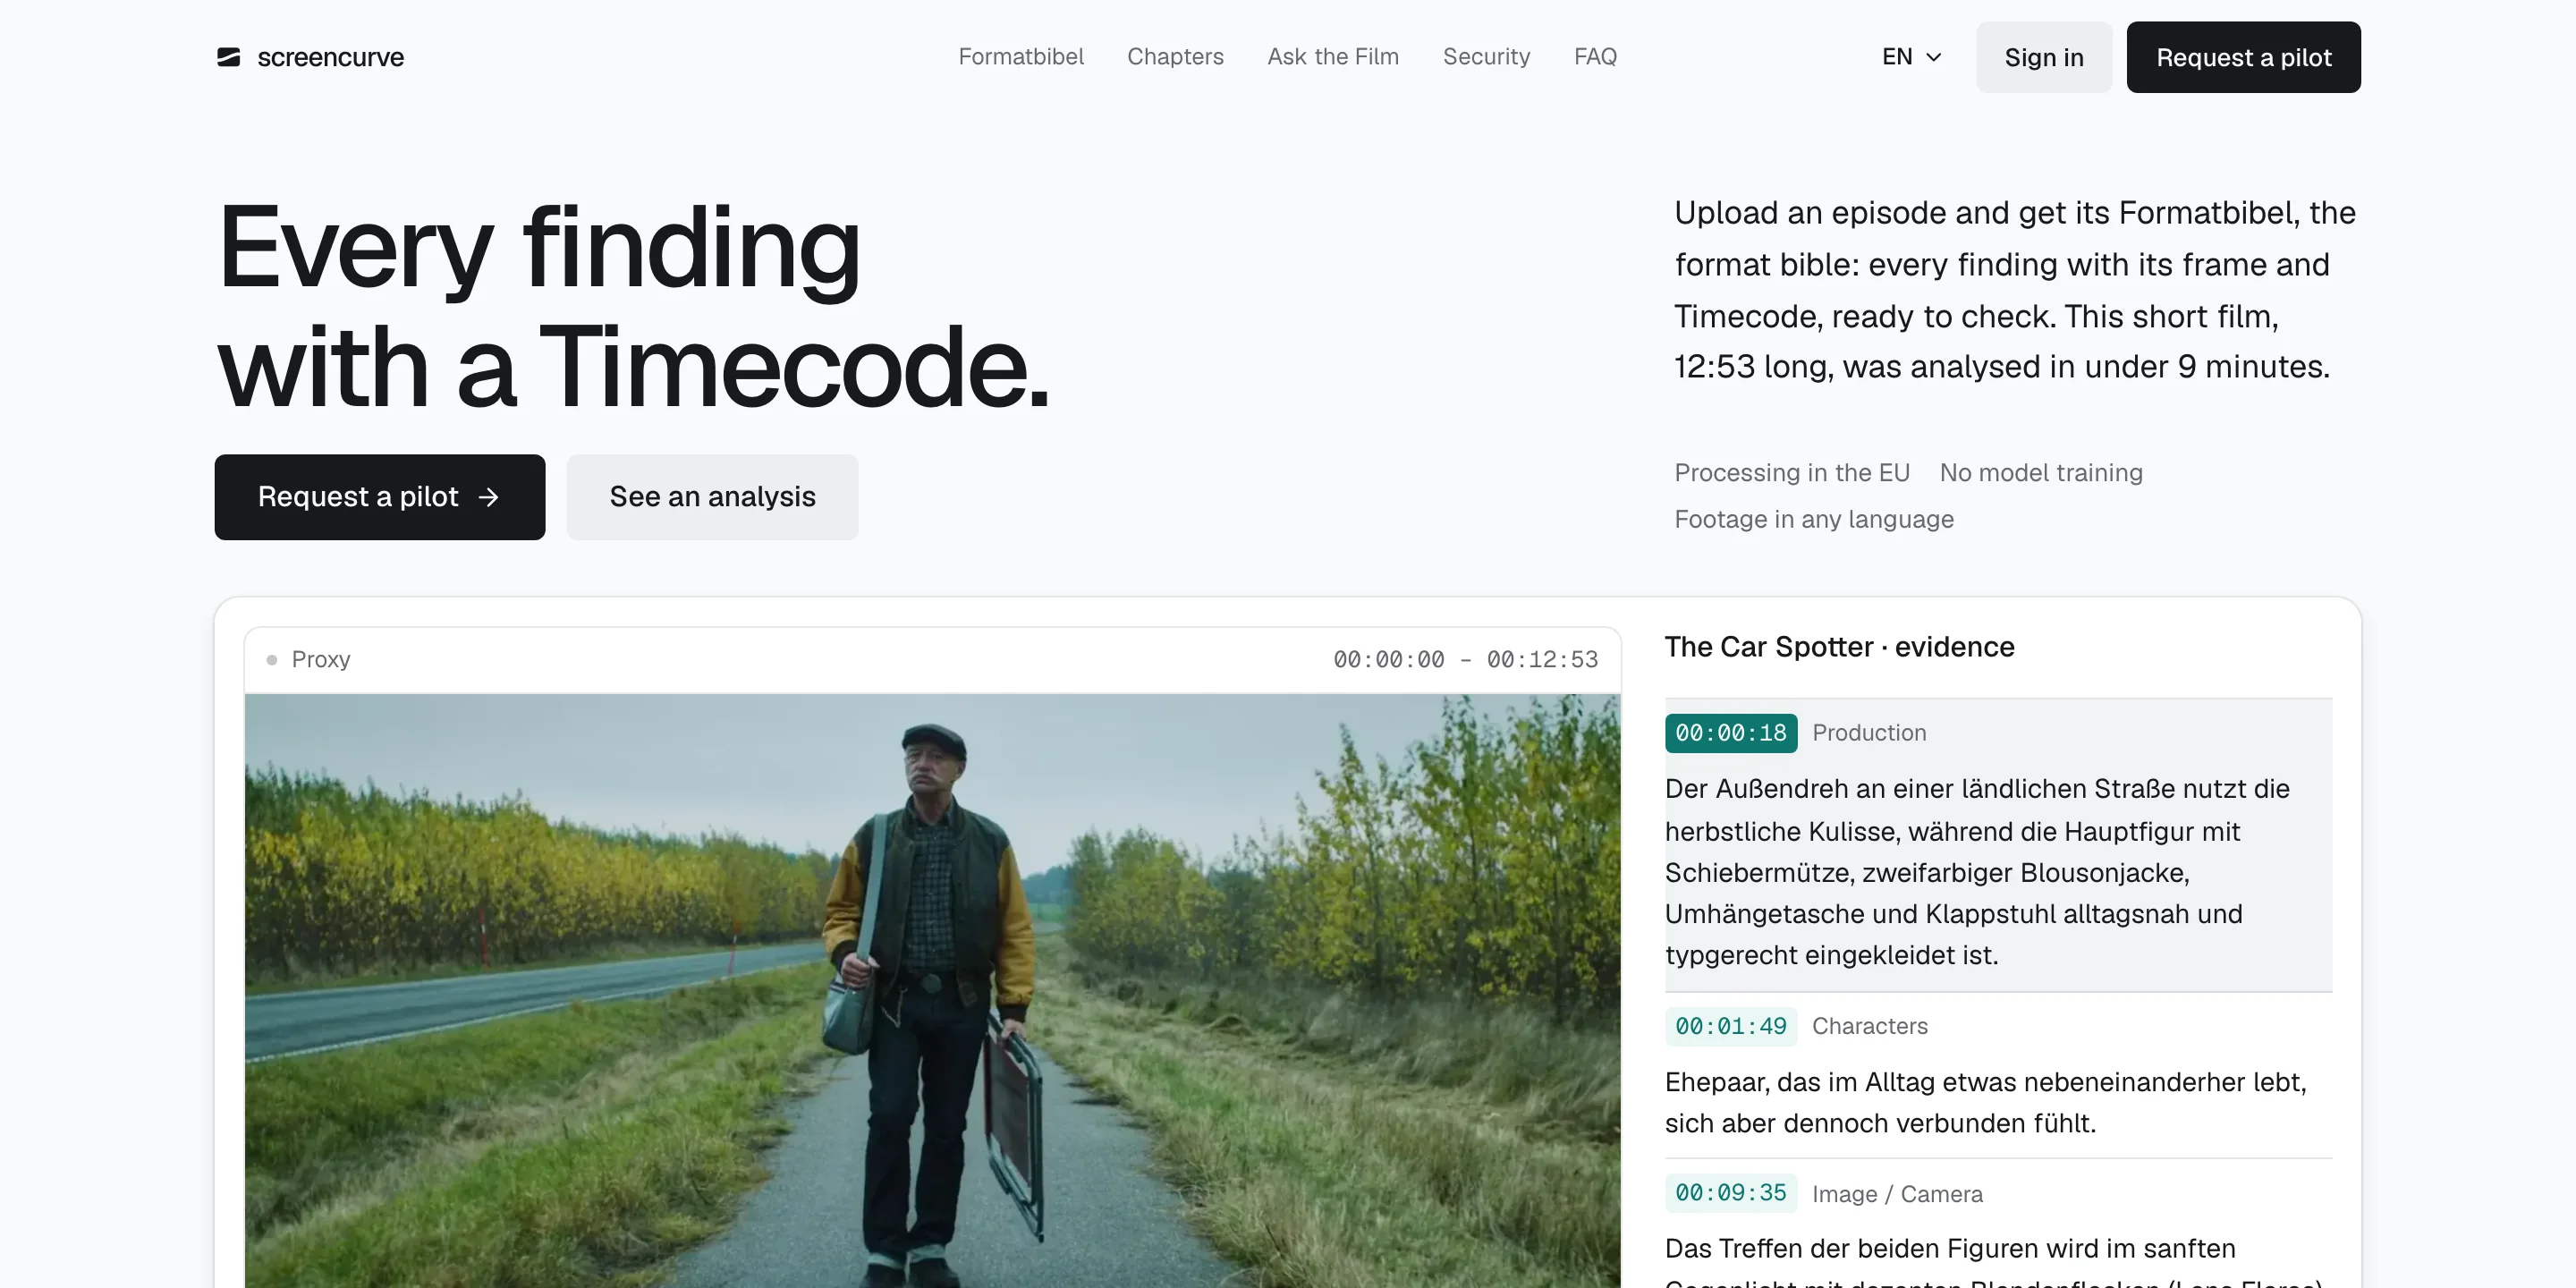 screencurve
Formatbibel
Chapters
Ask the Film
Security
FAQ
EN
Sign in
Request a pilot
Every finding
with a Timecode.
Upload an episode and get its Formatbibel, the
format bible: every finding with its frame and
Timecode, ready to check. This short film,
12:53 long, was analysed in under 9 minutes.
Request a pilot →
See an analysis
Processing in the EU No model training
Footage in any language
Proxy
00:00:00 – 00:12:53
The Car Spotter · evidence
00:00:18 Production
Der Außendreh an einer ländlichen Straße nutzt die
herbstliche Kulisse, während die Hauptfigur mit
Schiebermütze, zweifarbiger Blousonjacke,
Umhängetasche und Klappstuhl alltagsnah und
typgerecht eingekleidet ist.
00:01:49 Characters
Ehepaar, das im Alltag etwas nebeneinanderher lebt,
sich aber dennoch verbunden fühlt.
00:09:35 Image / Camera
Das Treffen der beiden Figuren wird im sanften
Gegenlicht mit dezenten Blendenflecken (Lens Flares)